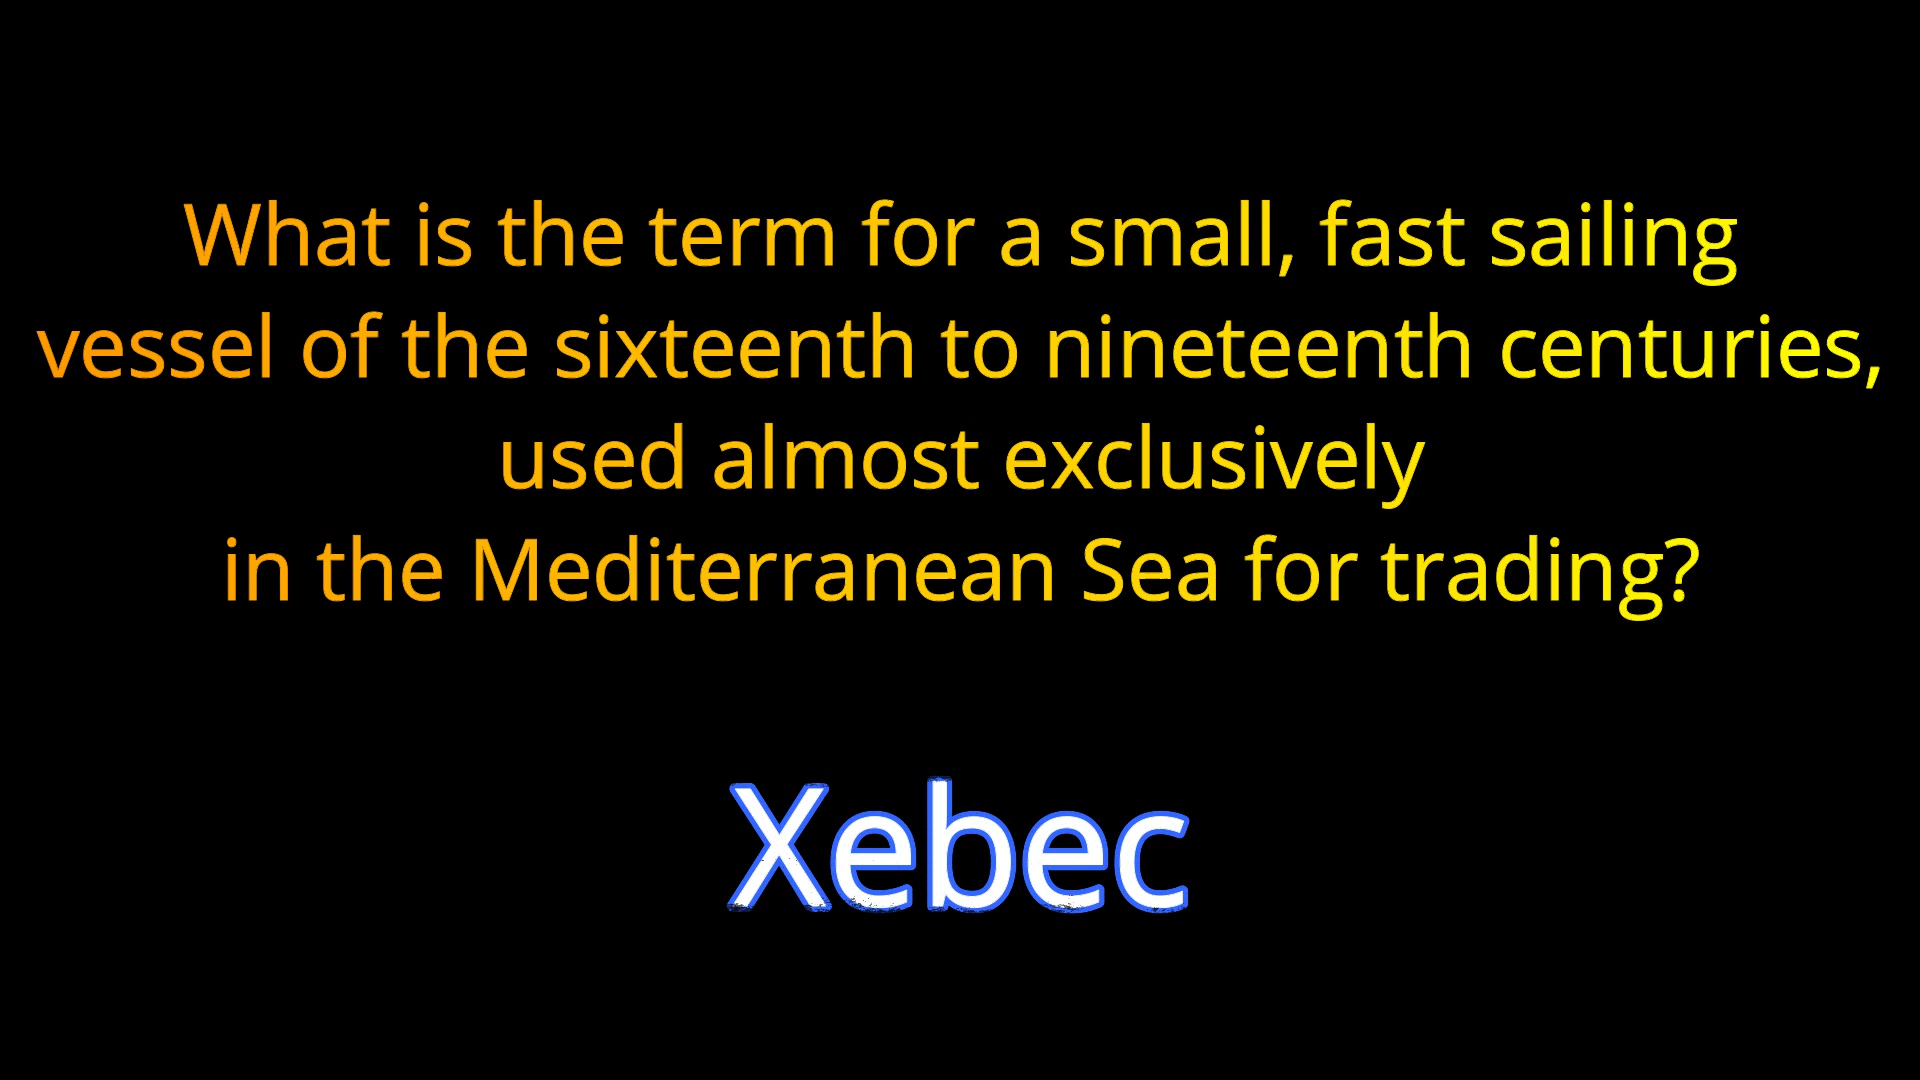 What is the term for a small, fast sailing
vessel of the sixteenth to nineteenth centuries,
used almost exclusively
in the Mediterranean Sea for trading?
Xebec